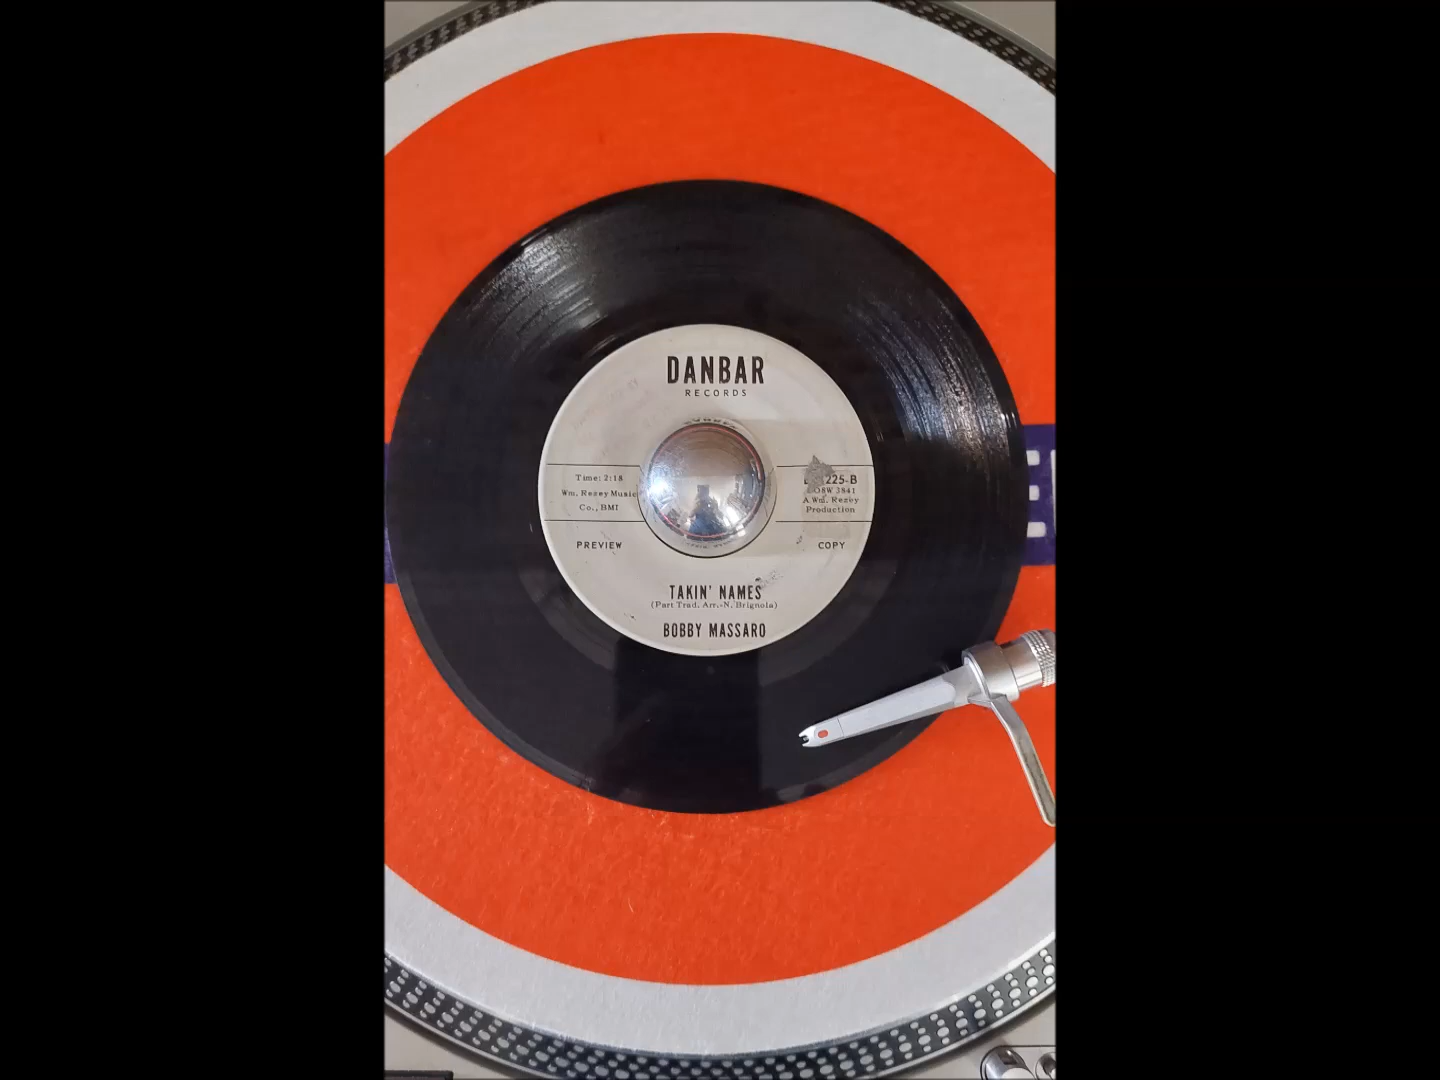 DANBAR
RECORDS
Time: 2:18
Wm. Rezey Music
Co., BMI
225-B
3841
A Wm. Rezey
Production
PREVIEW
COPY
TAKIN' NAMES
(Part Trad. Arr.-N. Brignola)
BOBBY MASSARO